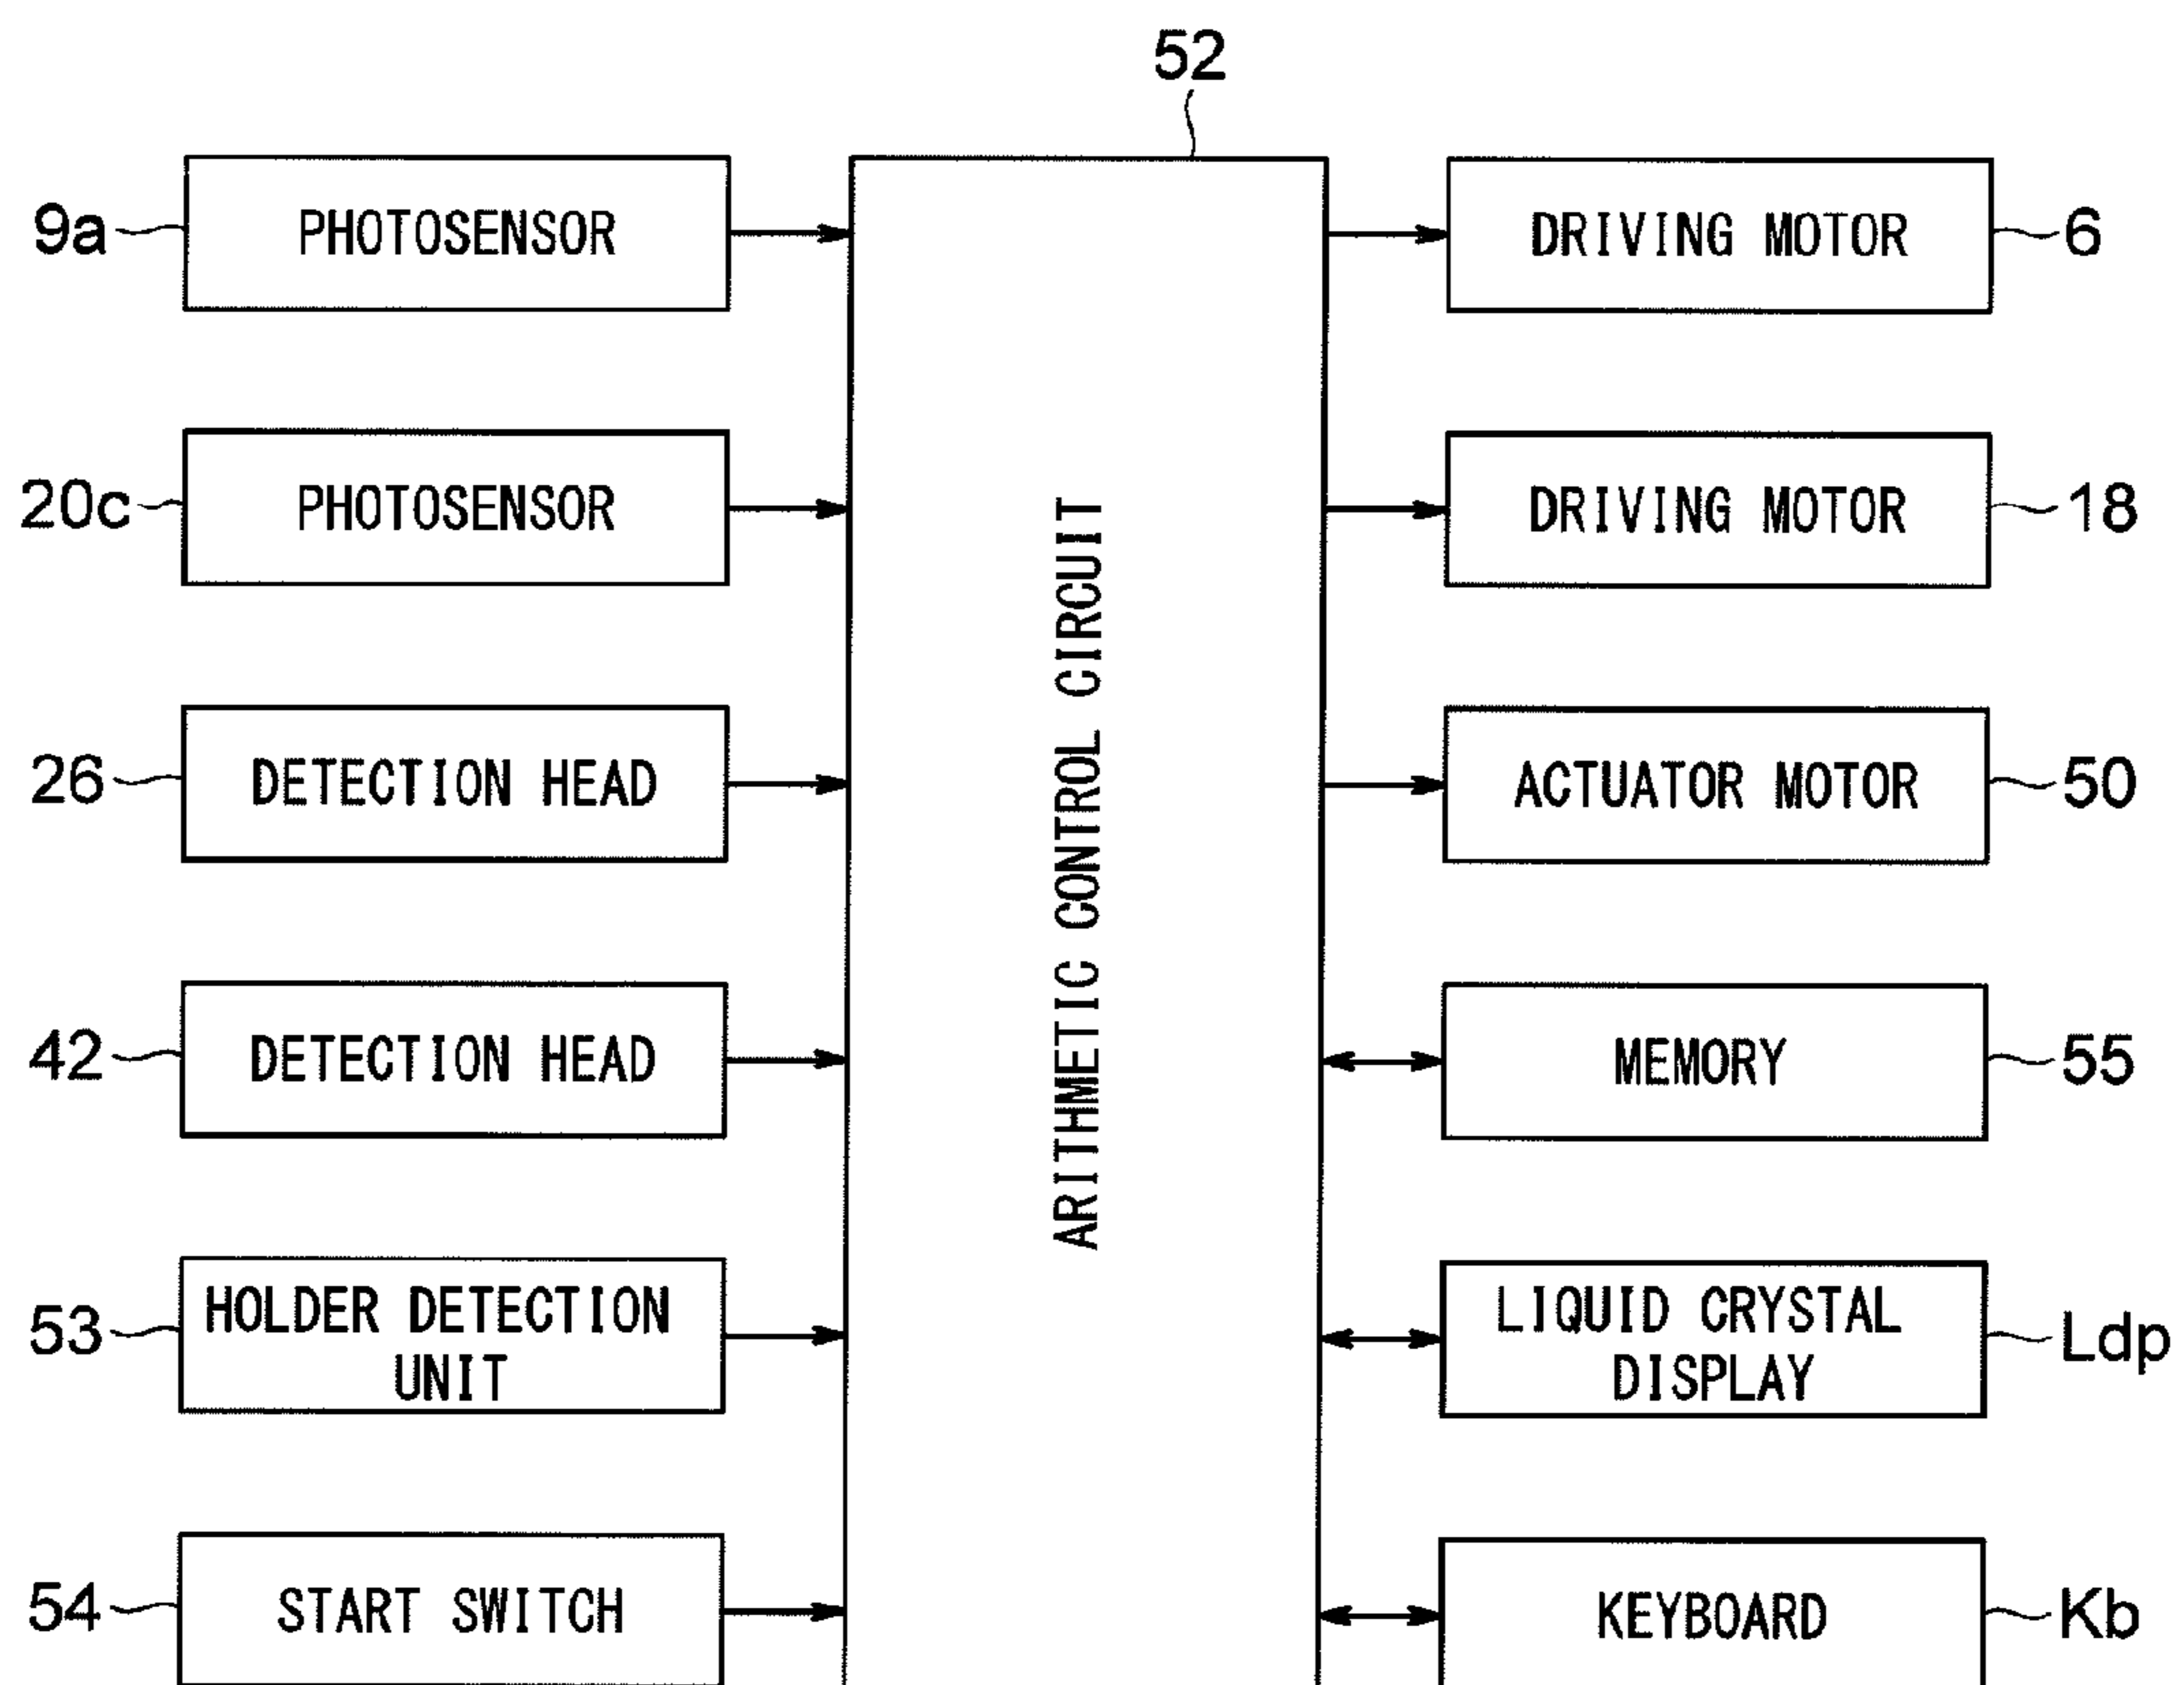 52
9a
PHOTOSENSOR
DRIVING MOTOR
6
20c
PHOTOSENSOR
DRIVING MOTOR
18
26
DETECTION HEAD
ACTUATOR MOTOR
50
ARITHMETIC CONTROL CIRCUIT
42
DETECTION HEAD
MEMORY
55
53
HOLDER DETECTION
UNIT
LIQUID CRYSTAL
DISPLAY
Ldp
54
START SWITCH
KEYBOARD
Kb